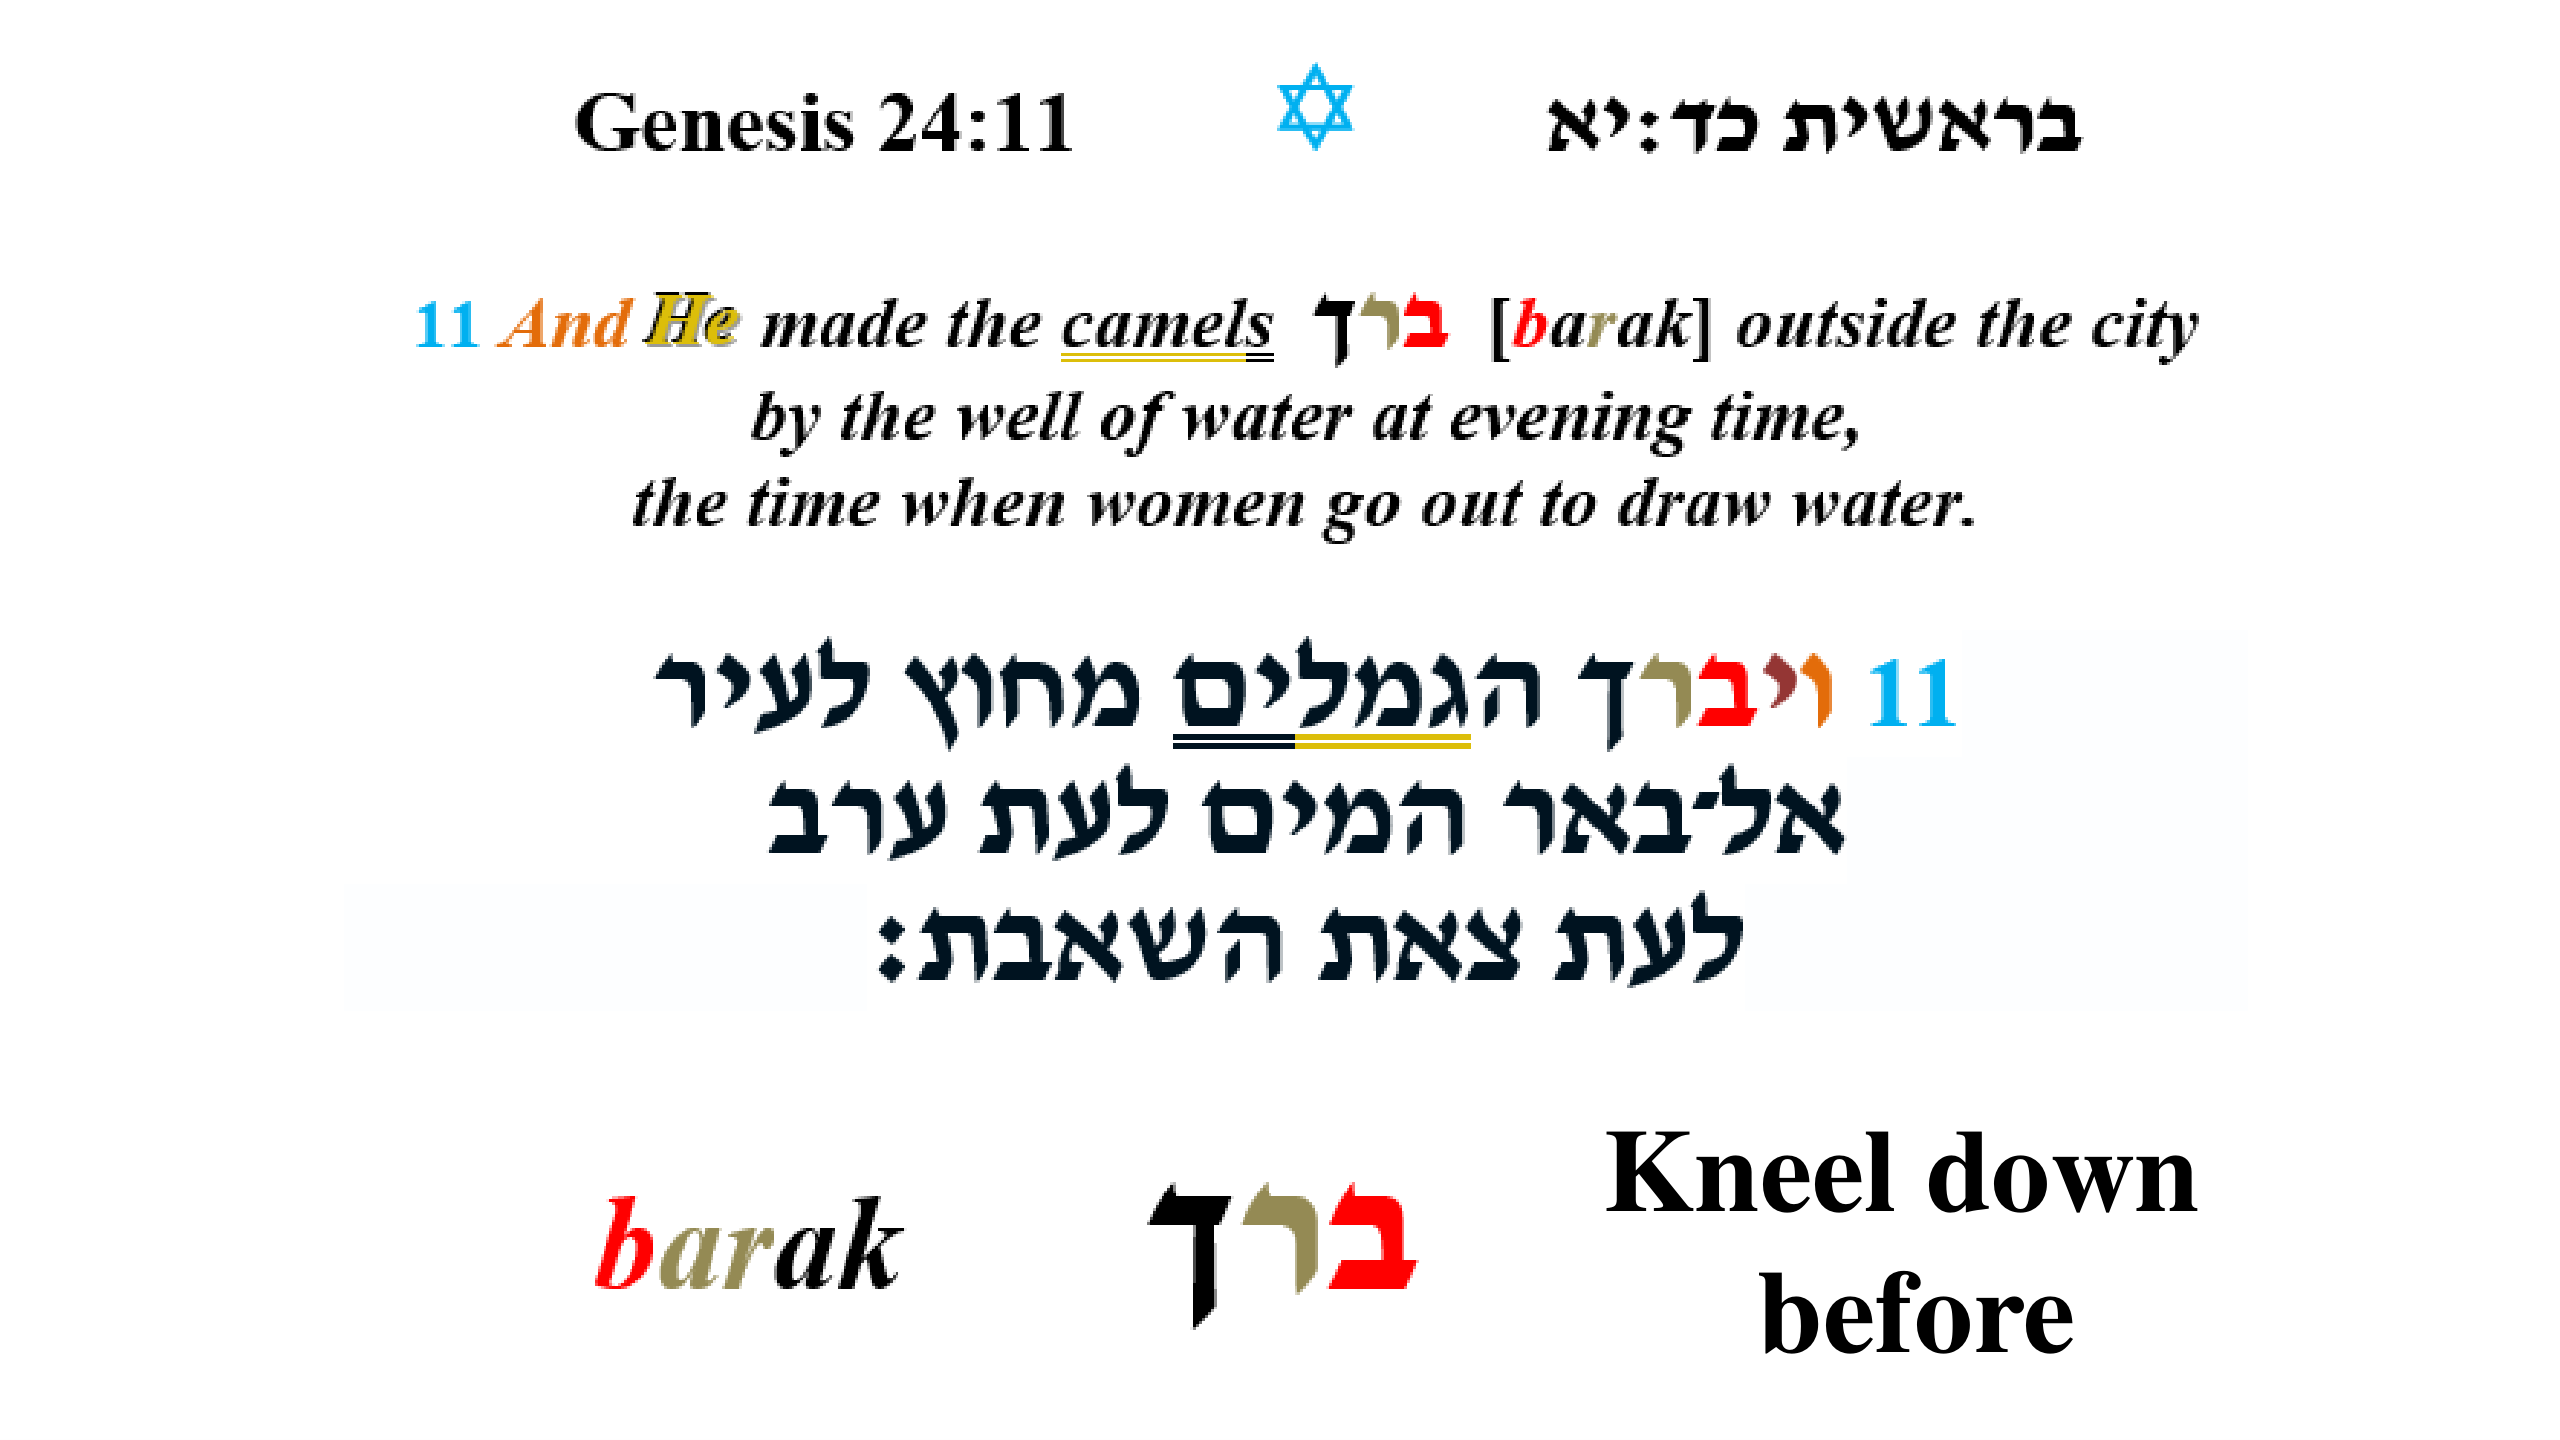 Genesis 24:11 ✡ בראשית כד:יא
11 And He made the camels ברך [barak] outside the city
by the well of water at evening time,
the time when women go out to draw water.
11 ויברך הגמלים מחוץ לעיר
אל־באר המים לעת ערב
לעת צאת השאבת:
barak ברך Kneel down
before